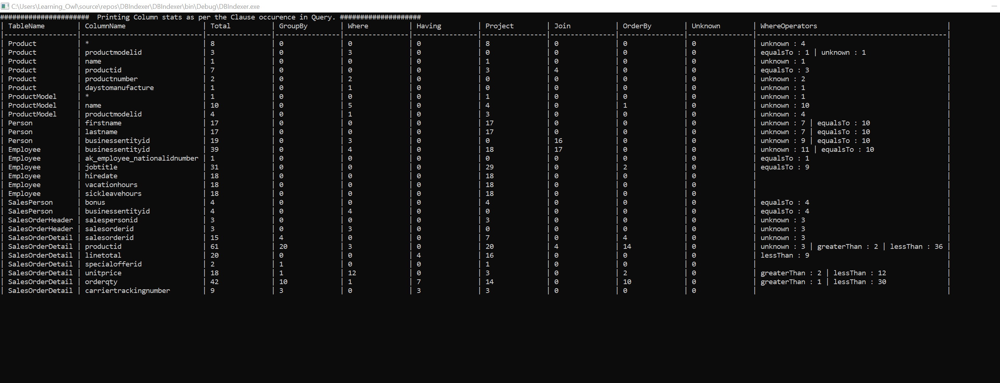 C:\Users\Learning_Owl\source\repos\DBIndexer\DBIndexer\bin\Debug\DBIndexer.exe
###################### Printing Column stats as per the Clause occurence in Query. ####################
| TableName | ColumnName | Total | GroupBy | Where | Having | Project | Join | OrderBy | Unknown | WhereOperators |
|------------------|------------------------------|----------------|----------------|----------------|----------------|----------------|----------------|----------------|----------------|-----------------------------------------------|
| Product | * | 8 | 0 | 0 | 0 | 8 | 0 | 0 | 0 | unknown : 4 |
| Product | productmodelid | 3 | 0 | 3 | 0 | 0 | 0 | 0 | 0 | equalsTo : 1 | unknown : 1 |
| Product | name | 1 | 0 | 0 | 0 | 1 | 0 | 0 | 0 | unknown : 1 |
| Product | productid | 7 | 0 | 0 | 0 | 3 | 4 | 0 | 0 | equalsTo : 3 |
| Product | productnumber | 2 | 0 | 2 | 0 | 0 | 0 | 0 | 0 | unknown : 2 |
| Product | daystomanufacture | 1 | 0 | 1 | 0 | 0 | 0 | 0 | 0 | unknown : 1 |
| ProductModel | * | 1 | 0 | 0 | 0 | 1 | 0 | 0 | 0 | unknown : 1 |
| ProductModel | name | 10 | 0 | 5 | 0 | 4 | 0 | 1 | 0 | unknown : 10 |
| ProductModel | productmodelid | 4 | 0 | 1 | 0 | 3 | 0 | 0 | 0 | unknown : 4 |
| Person | firstname | 17 | 0 | 0 | 0 | 17 | 0 | 0 | 0 | unknown : 7 | equalsTo : 10 |
| Person | lastname | 17 | 0 | 0 | 0 | 17 | 0 | 0 | 0 | unknown : 7 | equalsTo : 10 |
| Person | businessentityid | 19 | 0 | 3 | 0 | 0 | 16 | 0 | 0 | unknown : 9 | equalsTo : 10 |
| Employee | businessentityid | 39 | 0 | 4 | 0 | 18 | 17 | 0 | 0 | unknown : 11 | equalsTo : 10 |
| Employee | ak_employee_nationalidnumber | 1 | 0 | 0 | 0 | 0 | 0 | 0 | 0 | equalsTo : 1 |
| Employee | jobtitle | 31 | 0 | 0 | 0 | 29 | 0 | 2 | 0 | equalsTo : 9 |
| Employee | hiredate | 18 | 0 | 0 | 0 | 18 | 0 | 0 | 0 | |
| Employee | vacationhours | 18 | 0 | 0 | 0 | 18 | 0 | 0 | 0 | |
| Employee | sickleavehours | 18 | 0 | 0 | 0 | 18 | 0 | 0 | 0 | |
| SalesPerson | bonus | 4 | 0 | 0 | 0 | 4 | 0 | 0 | 0 | equalsTo : 4 |
| SalesPerson | businessentityid | 4 | 0 | 4 | 0 | 0 | 0 | 0 | 0 | equalsTo : 4 |
| SalesOrderHeader | salespersonid | 3 | 0 | 0 | 0 | 3 | 0 | 0 | 0 | unknown : 3 |
| SalesOrderHeader | salesorderid | 3 | 0 | 3 | 0 | 0 | 0 | 0 | 0 | unknown : 3 |
| SalesOrderDetail | salesorderid | 15 | 4 | 0 | 0 | 7 | 0 | 4 | 0 | unknown : 3 |
| SalesOrderDetail | productid | 61 | 20 | 3 | 0 | 20 | 4 | 14 | 0 | unknown : 3 | greaterThan : 2 | lessThan : 36 |
| SalesOrderDetail | linetotal | 20 | 0 | 0 | 4 | 16 | 0 | 0 | 0 | lessThan : 9 |
| SalesOrderDetail | specialofferid | 2 | 1 | 0 | 0 | 1 | 0 | 0 | 0 | |
| SalesOrderDetail | unitprice | 18 | 1 | 12 | 0 | 3 | 0 | 2 | 0 | greaterThan : 2 | lessThan : 12 |
| SalesOrderDetail | orderqty | 42 | 10 | 1 | 7 | 14 | 0 | 10 | 0 | greaterThan : 1 | lessThan : 30 |
| SalesOrderDetail | carriertrackingnumber | 9 | 3 | 0 | 3 | 3 | 0 | 0 | 0 | |